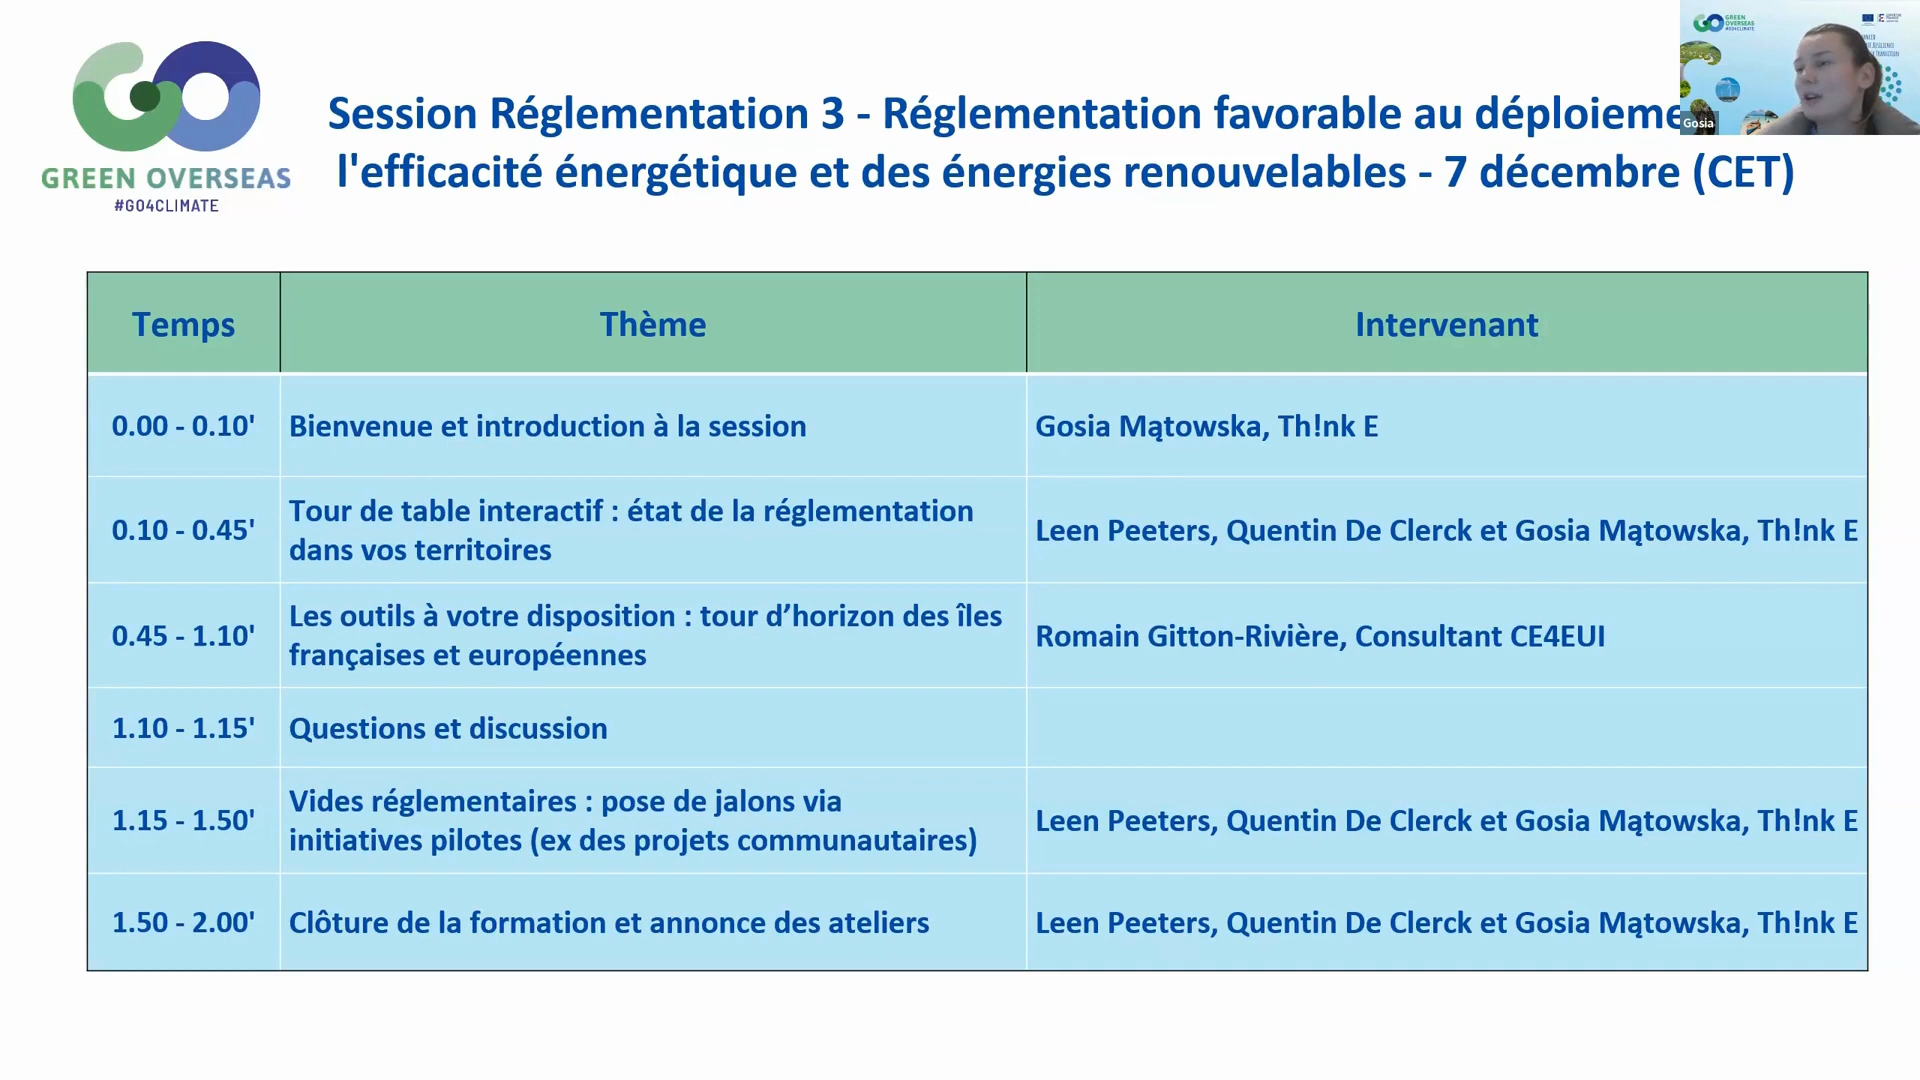 GREEN OVERSEAS
#GO4CLIMATE
Session Réglementation 3 - Réglementation favorable au déploieme
l'efficacité énergétique et des énergies renouvelables - 7 décembre (CET)
GREEN
OVERSEAS
Gosia
Temps Thème Intervenant
0.00 - 0.10' Bienvenue et introduction à la session Gosia Mątowska, Th!nk E
0.10 - 0.45' Tour de table interactif : état de la réglementation
dans vos territoires Leen Peeters, Quentin De Clerck et Gosia Mątowska, Th!nk E
0.45 - 1.10' Les outils à votre disposition : tour d’horizon des îles
françaises et européennes Romain Gitton-Rivière, Consultant CE4EUI
1.10 - 1.15' Questions et discussion
1.15 - 1.50' Vides réglementaires : pose de jalons via
initiatives pilotes (ex des projets communautaires) Leen Peeters, Quentin De Clerck et Gosia Mątowska, Th!nk E
1.50 - 2.00' Clôture de la formation et annonce des ateliers Leen Peeters, Quentin De Clerck et Gosia Mątowska, Th!nk E